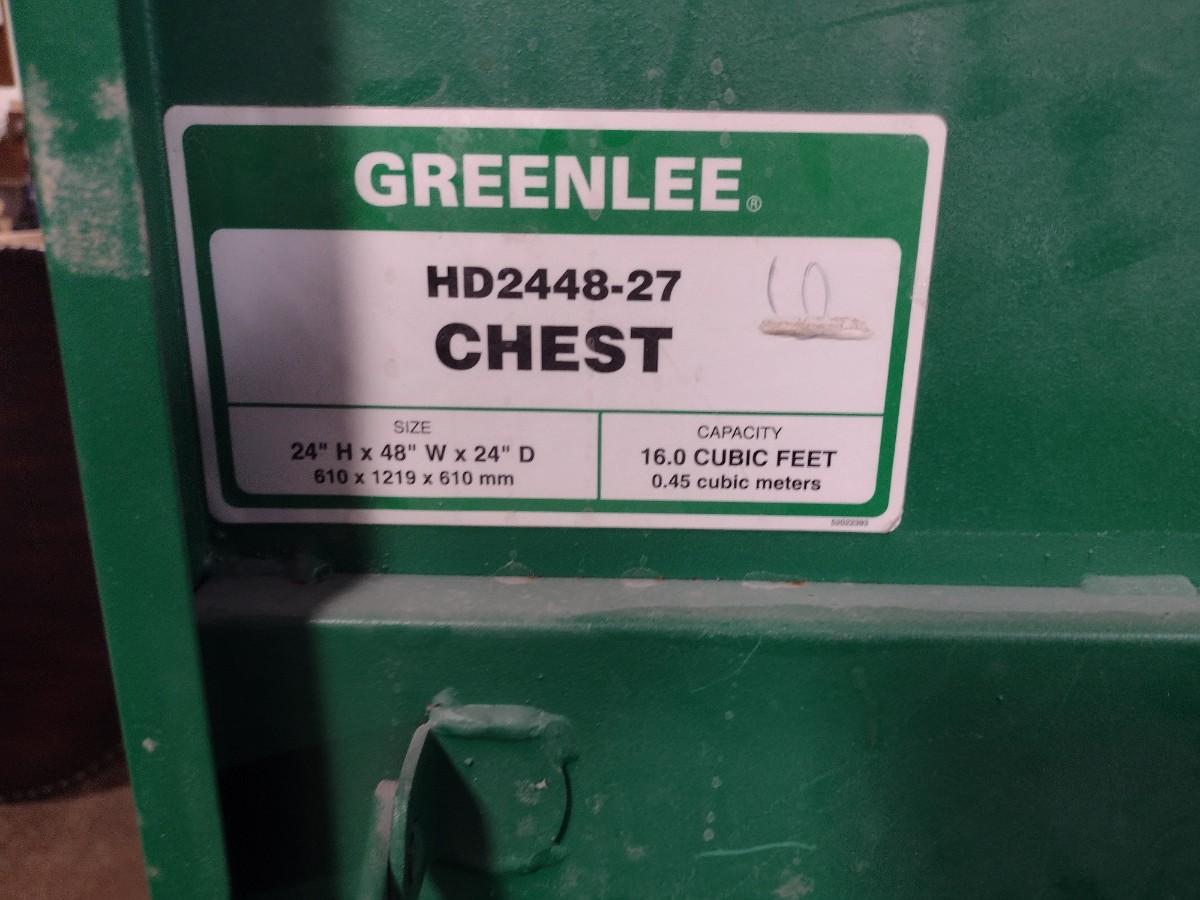 GREENLEE®
HD2448-27
CHEST
SIZE
24" H x 48" W x 24" D
610 x 1219 x 610 mm
CAPACITY
16.0 CUBIC FEET
0.45 cubic meters
52022393